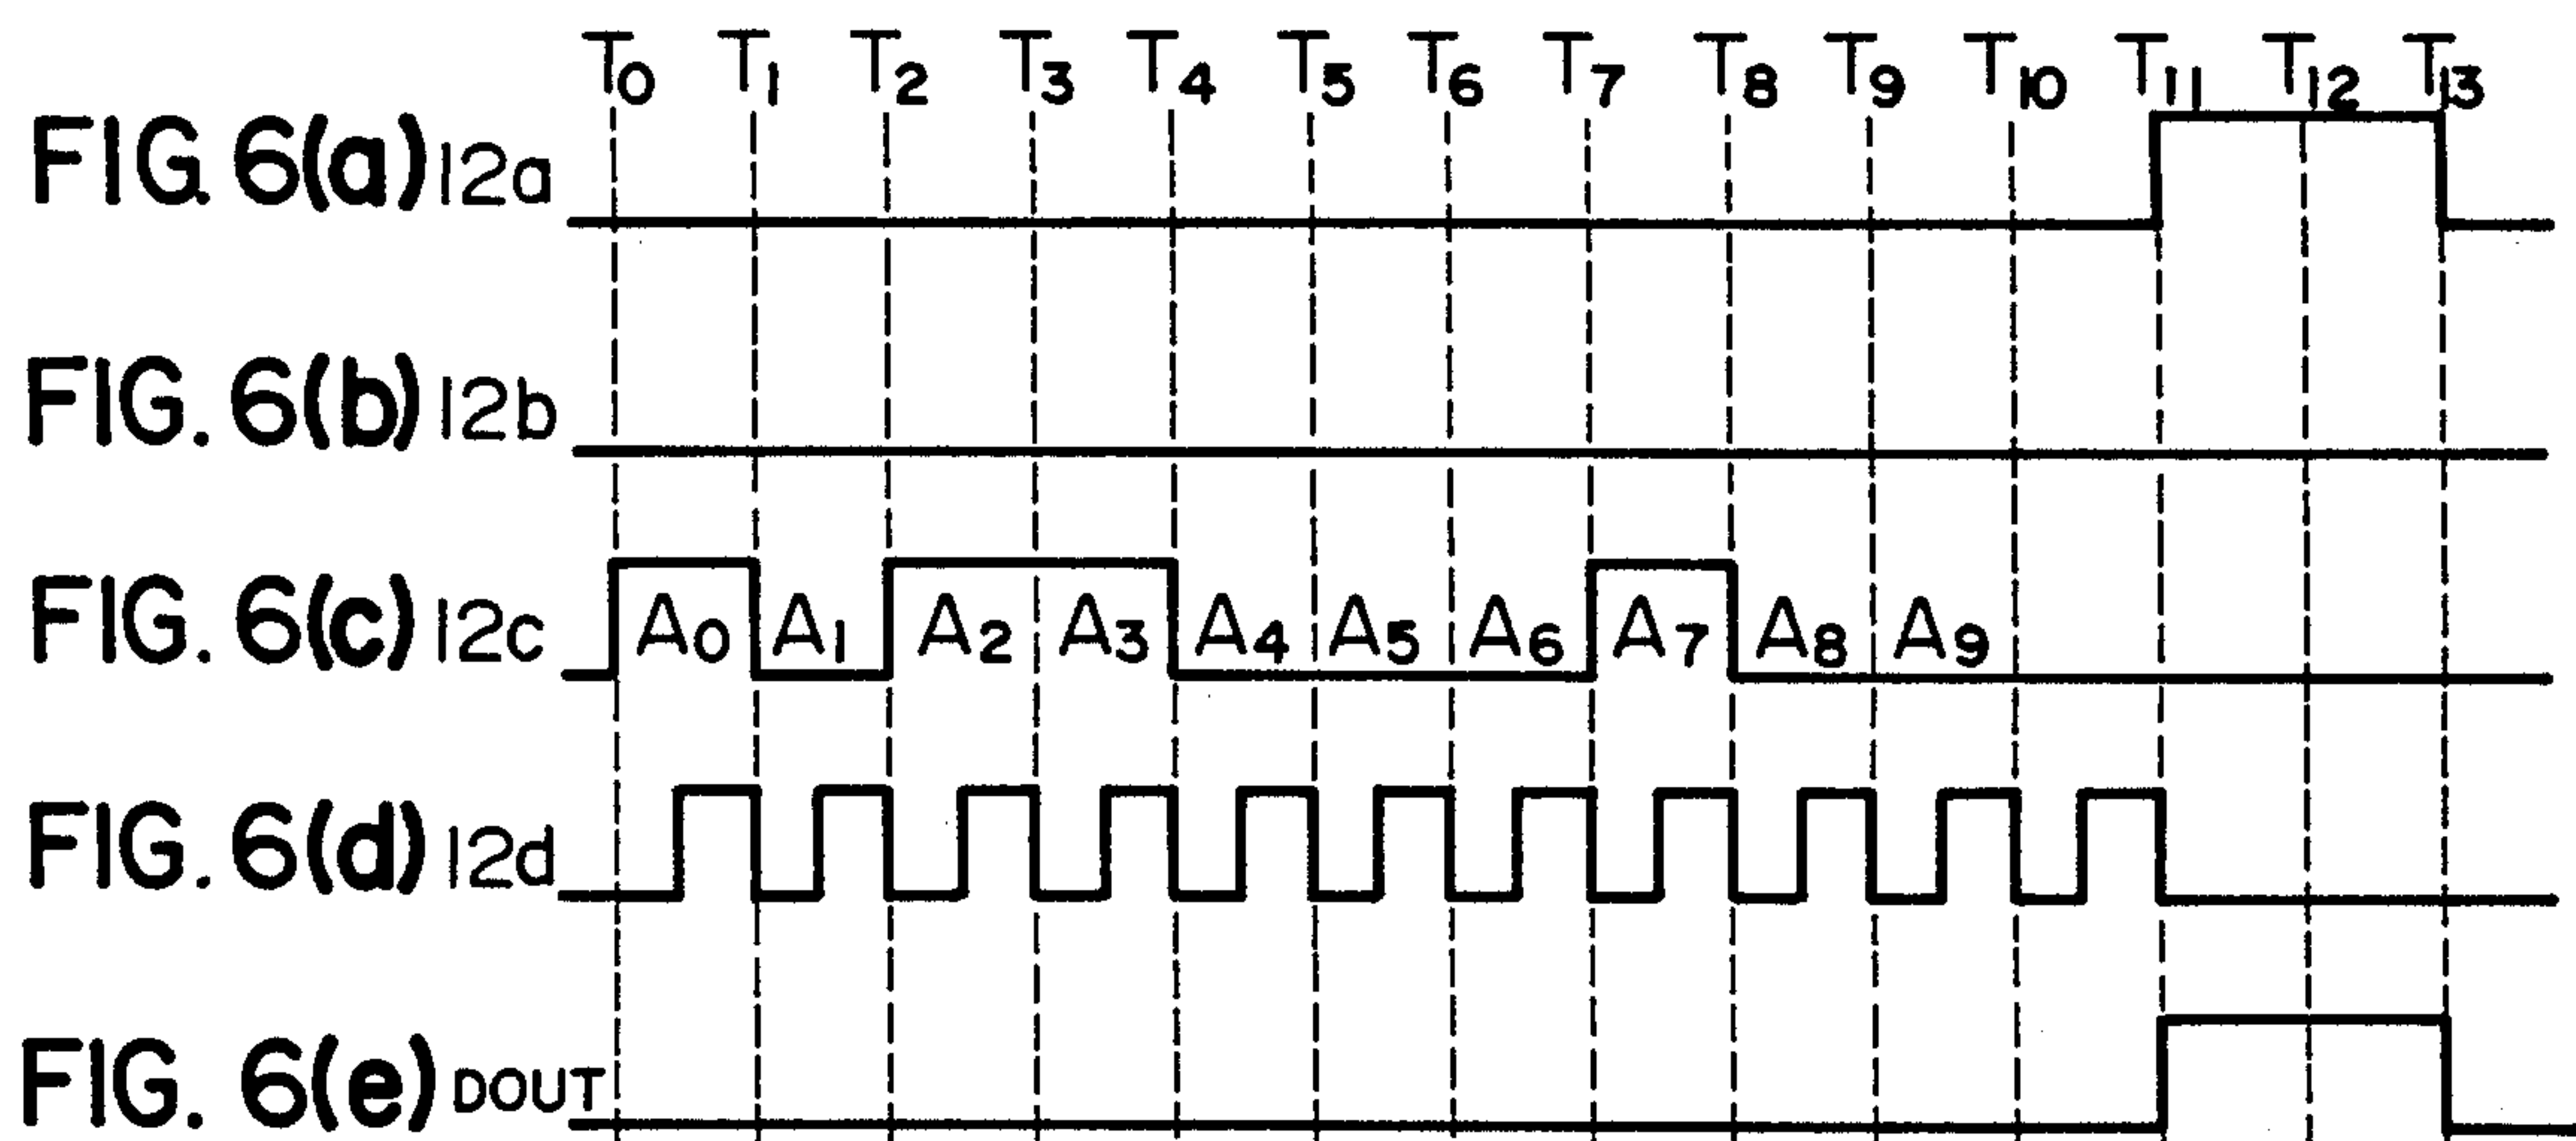 T0 T1 T2 T3 T4 T5 T6 T7 T8 T9 T10 T11 T12 T13
FIG. 6(a) 12a
FIG. 6(b) 12b
FIG. 6(c) 12c A0 A1 A2 A3 A4 A5 A6 A7 A8 A9
FIG. 6(d) 12d
FIG. 6(e) DOUT